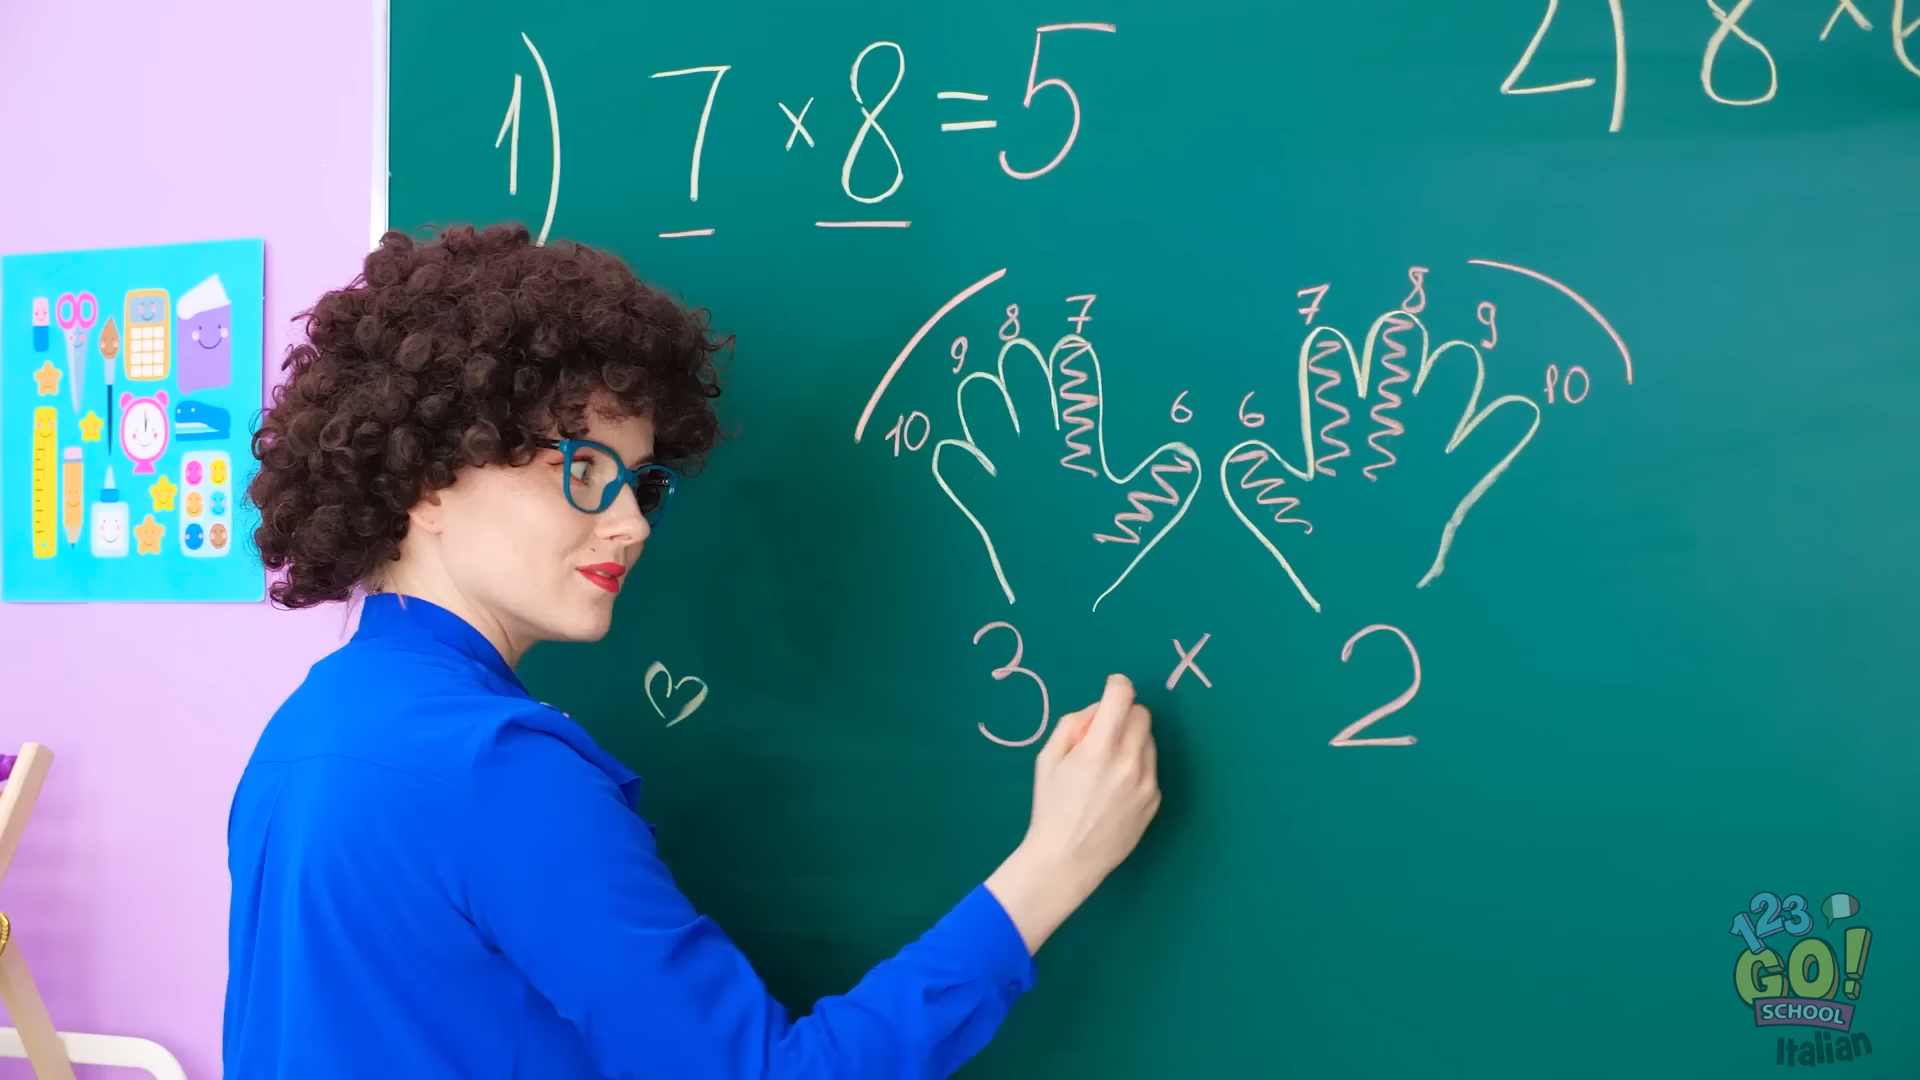 1) 7 × 8 = 5
2) 8 ×
10 9 8 7 6
6 7 8 9 10
3 × 2
123 GO!
SCHOOL
Italian